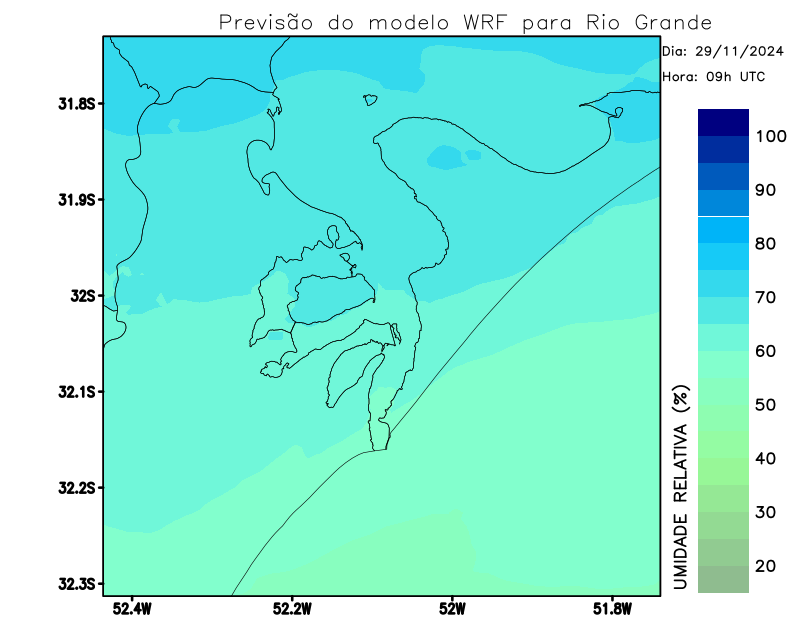 Previsão do modelo WRF para Rio Grande
Dia: 29/11/2024
Hora: 09h UTC
31.8S
31.9S
32S
32.1S
32.2S
32.3S
52.4W
52.2W
52W
51.8W
100
90
80
70
60
50
40
30
20
UMIDADE RELATIVA (%)